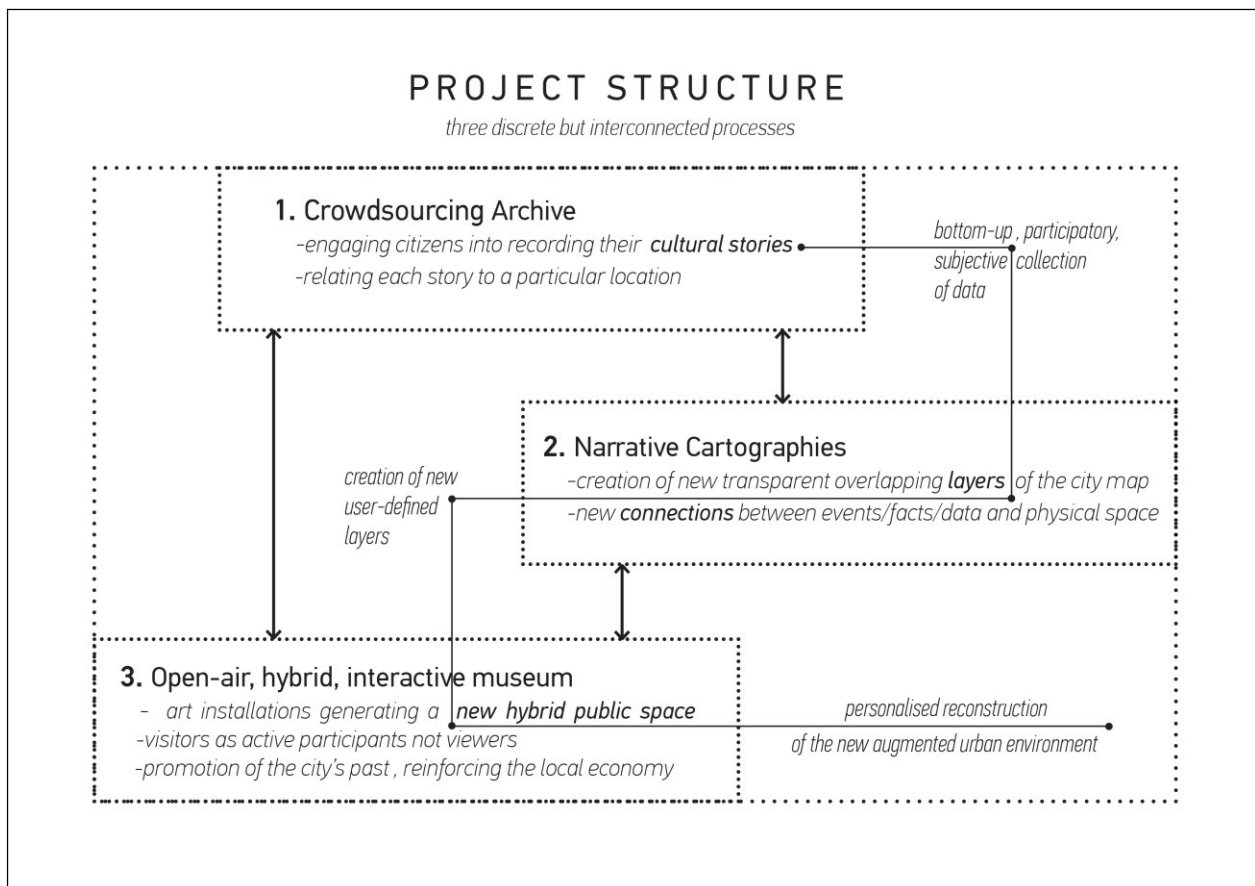 PROJECT STRUCTURE
three discrete but interconnected processes
1. Crowdsourcing Archive
-engaging citizens into recording their cultural stories
-relating each story to a particular location
bottom-up , participatory,
subjective collection
of data
2. Narrative Cartographies
-creation of new transparent overlapping layers of the city map
-new connections between events/facts/data and physical space
creation of new
user-defined
layers
3. Open-air, hybrid, interactive museum
- art installations generating a new hybrid public space
-visitors as active participants not viewers
-promotion of the city's past , reinforcing the local economy
personalised reconstruction
of the new augmented urban environment